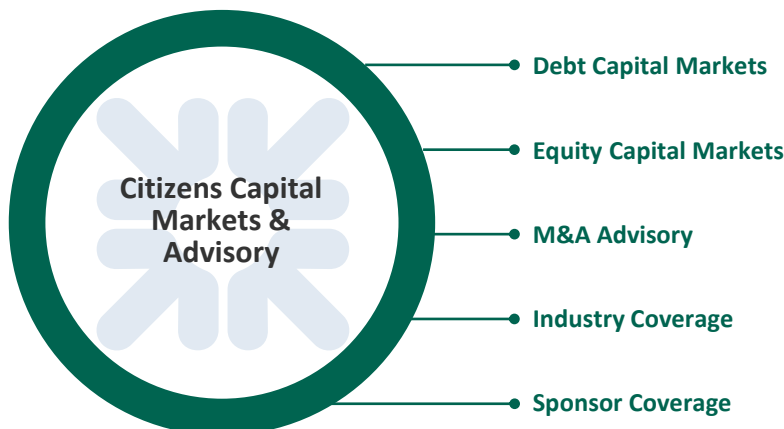 Citizens Capital
Markets &
Advisory
Debt Capital Markets
Equity Capital Markets
M&A Advisory
Industry Coverage
Sponsor Coverage